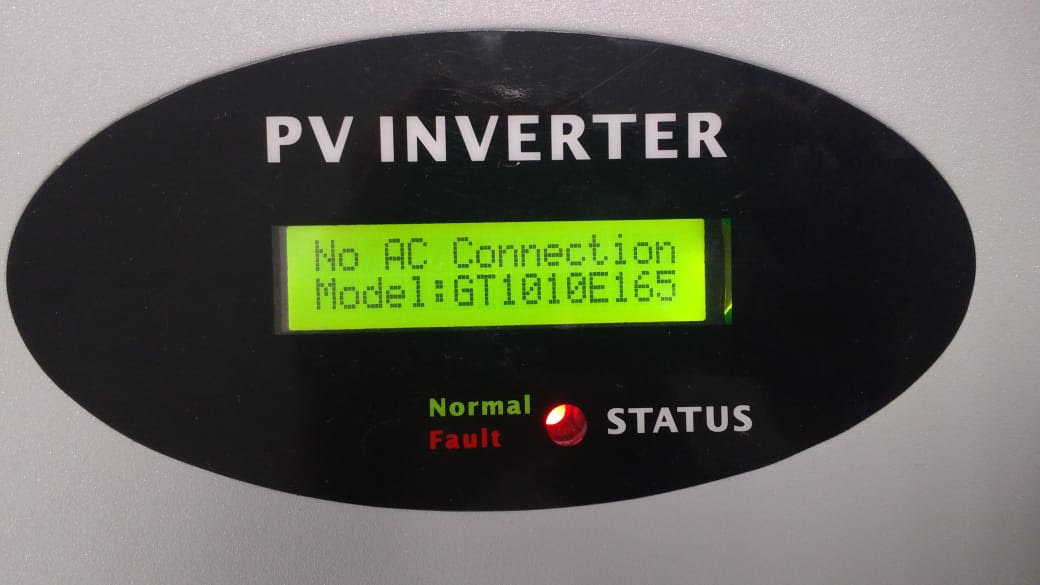 PV INVERTER
No AC Connection
Model:GT1010E165
Normal
Fault
STATUS